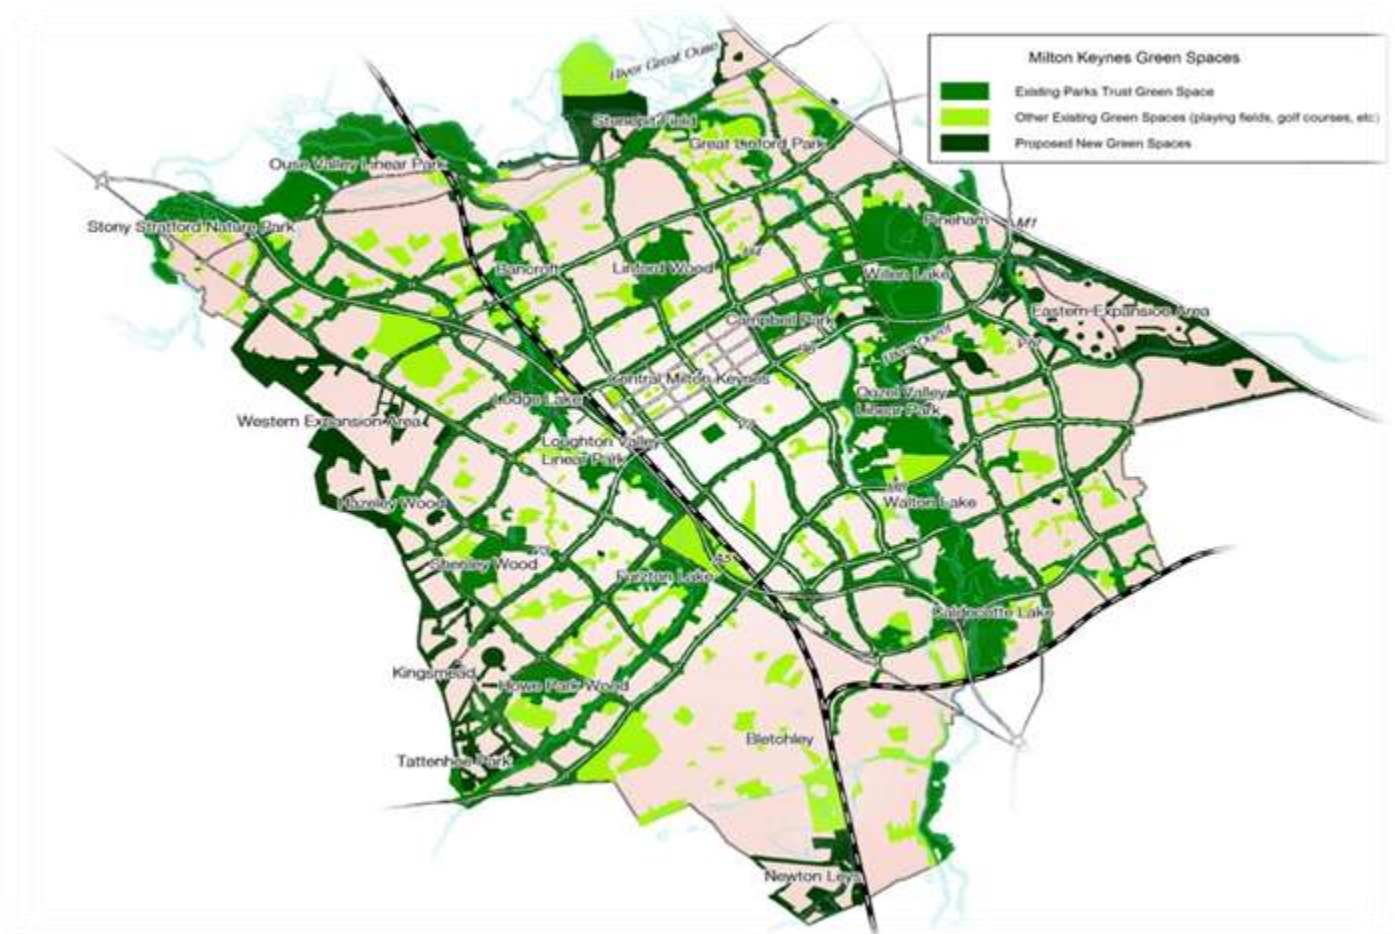 Milton Keynes Green Spaces
Existing Parks Trust Green Space
Other Existing Green Spaces (playing fields, golf courses, etc)
Proposed New Green Spaces
River Great Ouse
Great Linford Park
Ouse Valley Linear Park
Stony Stratford Nature Park
Pineham
M1
Bancroft
Linford Wood
Willen Lake
Eastern Expansion Area
Campbell Park
Central Milton Keynes
Lodge Lake
Ouzel Valley
Linear Park
Western Expansion Area
Loughton Valley
Linear Park
Hazeley Wood
Walton Lake
Shenley Wood
A5
Furzton Lake
Caldecotte Lake
Kingsmead
Howe Park Wood
Bletchley
Tattenhoe Park
Newton Leys